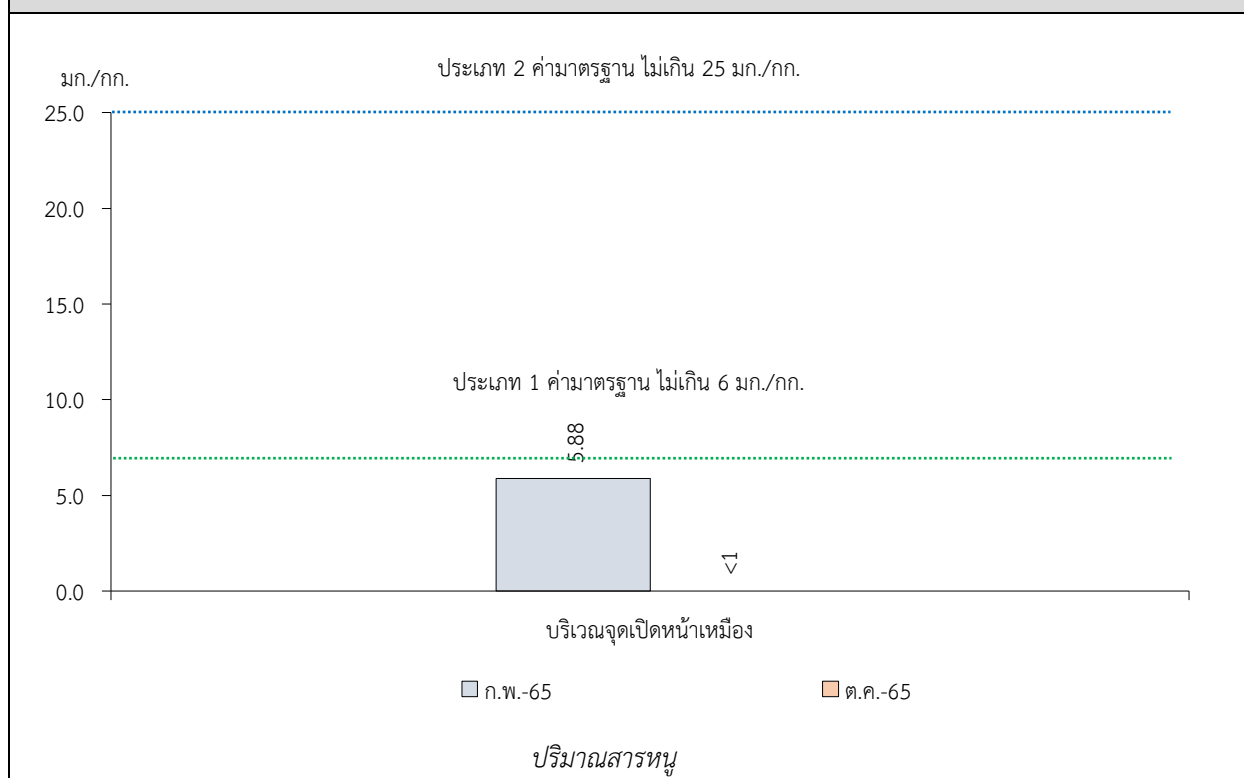 ประเภท 2 ค่ามาตรฐาน ไม่เกิน 25 มก./กก.
มก./กก.
25.0
20.0
15.0
ประเภท 1 ค่ามาตรฐาน ไม่เกิน 6 มก./กก.
10.0
5.88
5.0
<1
0.0
บริเวณจุดเปิดหน้าเหมือง
ก.พ.-65
ต.ค.-65
ปริมาณสารหนู